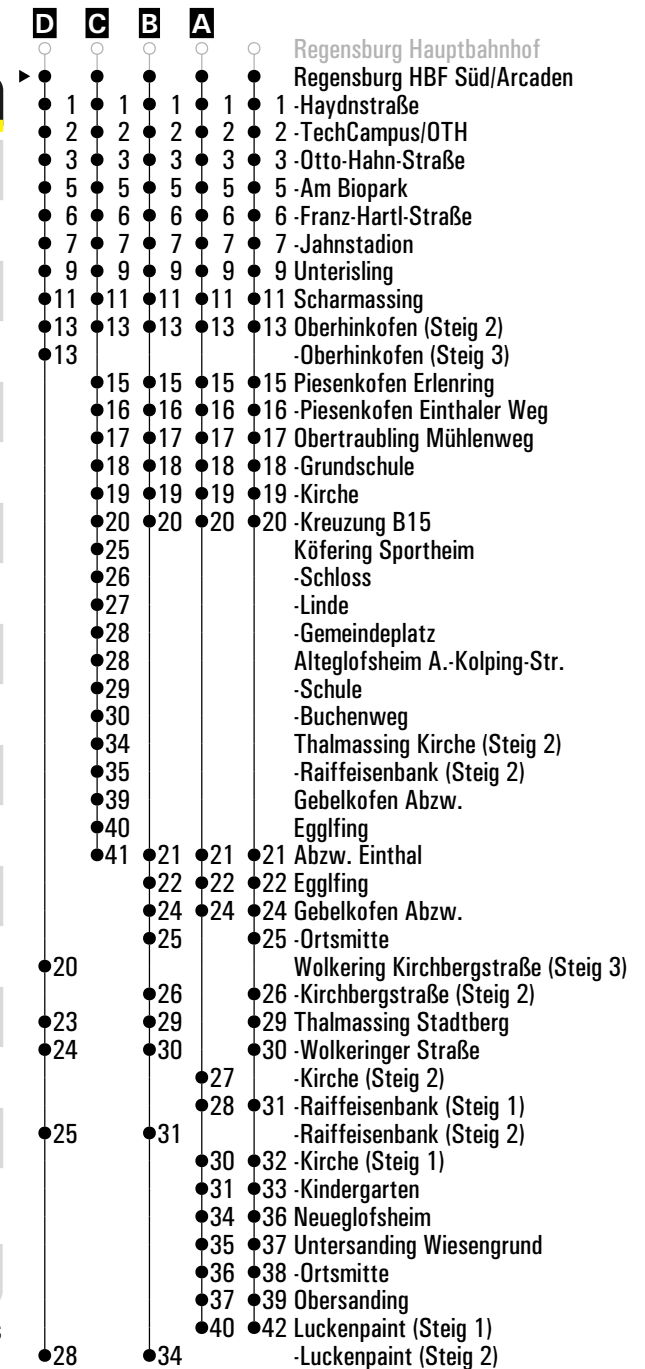 D C B A
Regensburg Hauptbahnhof
Regensburg HBF Süd/Arcaden
1 1 1 1 1 -Haydnstraße
2 2 2 2 2 -TechCampus/OTH
3 3 3 3 3 -Otto-Hahn-Straße
5 5 5 5 5 -Am Biopark
6 6 6 6 6 -Franz-Hartl-Straße
7 7 7 7 7 -Jahnstadion
9 9 9 9 9 Unterisling
11 11 11 11 11 Scharmassing
13 13 13 13 13 Oberhinkofen (Steig 2)
13 -Oberhinkofen (Steig 3)
15 15 15 15 Piesenkofen Erlenring
16 16 16 16 -Piesenkofen Einthaler Weg
17 17 17 17 Obertraubling Mühlenweg
18 18 18 18 -Grundschule
19 19 19 19 -Kirche
20 20 20 20 -Kreuzung B15
25 Köfering Sportheim
26 -Schloss
27 -Linde
28 -Gemeindeplatz
28 Alteglofsheim A.-Kolping-Str.
29 -Schule
30 -Buchenweg
34 Thalmassing Kirche (Steig 2)
35 -Raiffeisenbank (Steig 2)
39 Gebelkofen Abzw.
40 Egglfing
41 21 21 21 Abzw. Einthal
22 22 22 Egglfing
24 24 24 Gebelkofen Abzw.
25 25 -Ortsmitte
20 Wolkering Kirchbergstraße (Steig 3)
26 26 -Kirchbergstraße (Steig 2)
23 29 29 Thalmassing Stadtberg
24 30 30 -Wolkeringer Straße
27 -Kirche (Steig 2)
28 31 -Raiffeisenbank (Steig 1)
25 31 -Raiffeisenbank (Steig 2)
30 32 -Kirche (Steig 1)
31 33 -Kindergarten
34 36 Neueglofsheim
35 37 Untersanding Wiesengrund
36 38 -Ortsmitte
37 39 Obersanding
40 42 Luckenpaint (Steig 1)
28 34 -Luckenpaint (Steig 2)